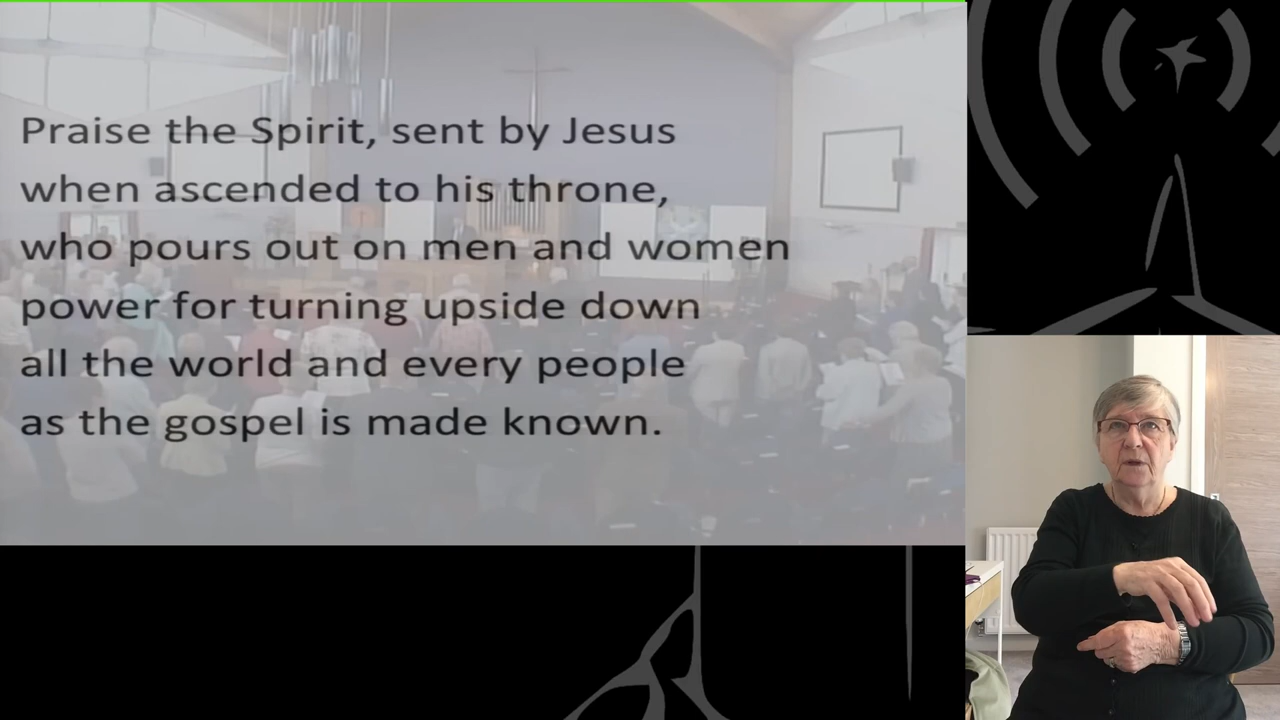 Praise the Spirit, sent by Jesus
when ascended to his throne,
who pours out on men and women
power for turning upside down
all the world and every people
as the gospel is made known.